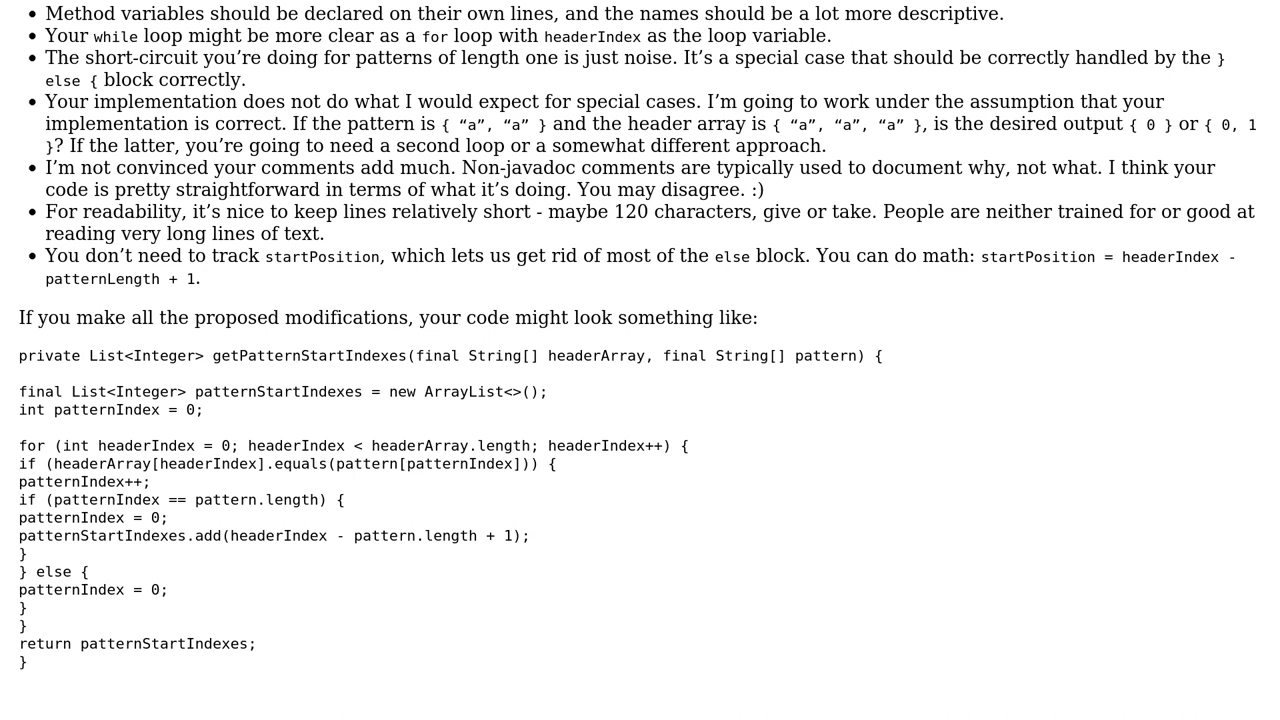 • Method variables should be declared on their own lines, and the names should be a lot more descriptive.
• Your while loop might be more clear as a for loop with headerIndex as the loop variable.
• The short-circuit you’re doing for patterns of length one is just noise. It’s a special case that should be correctly handled by the }
else { block correctly.
• Your implementation does not do what I would expect for special cases. I’m going to work under the assumption that your
implementation is correct. If the pattern is { “a”, “a” } and the header array is { “a”, “a”, “a” }, is the desired output { 0 } or { 0, 1
}? If the latter, you’re going to need a second loop or a somewhat different approach.
• I’m not convinced your comments add much. Non-javadoc comments are typically used to document why, not what. I think your
code is pretty straightforward in terms of what it’s doing. You may disagree. :)
• For readability, it’s nice to keep lines relatively short - maybe 120 characters, give or take. People are neither trained for or good at
reading very long lines of text.
• You don’t need to track startPosition, which lets us get rid of most of the else block. You can do math: startPosition = headerIndex -
patternLength + 1.
If you make all the proposed modifications, your code might look something like:
private List<Integer> getPatternStartIndexes(final String[] headerArray, final String[] pattern) {
final List<Integer> patternStartIndexes = new ArrayList<>();
int patternIndex = 0;
for (int headerIndex = 0; headerIndex < headerArray.length; headerIndex++) {
if (headerArray[headerIndex].equals(pattern[patternIndex])) {
patternIndex++;
if (patternIndex == pattern.length) {
patternIndex = 0;
patternStartIndexes.add(headerIndex - pattern.length + 1);
}
} else {
patternIndex = 0;
}
}
return patternStartIndexes;
}